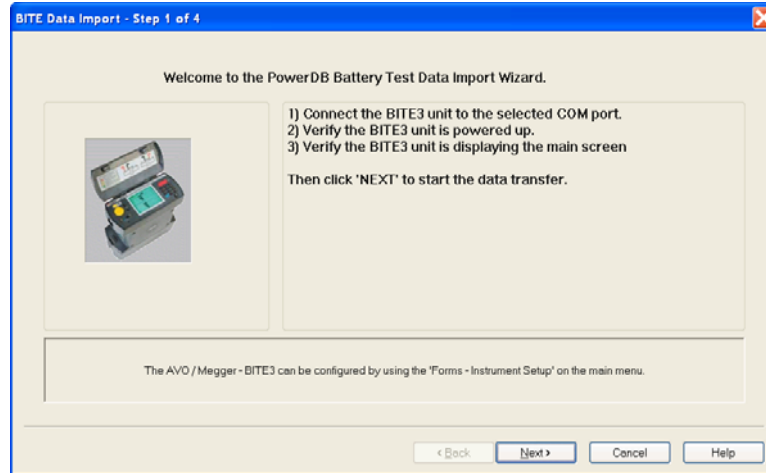 BITE Data Import - Step 1 of 4
Welcome to the PowerDB Battery Test Data Import Wizard.
1) Connect the BITE3 unit to the selected COM port.
2) Verify the BITE3 unit is powered up.
3) Verify the BITE3 unit is displaying the main screen
Then click 'NEXT' to start the data transfer.
The AVO / Megger - BITE3 can be configured by using the 'Forms - Instrument Setup' on the main menu.
< Back Next > Cancel Help